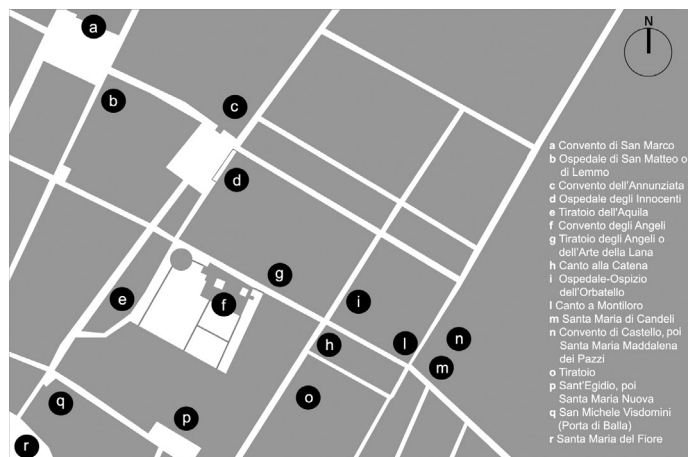 a
N
b
c
d
e
f
g
h
i
l
m
n
o
p
q
r
a Convento di San Marco
b Ospedale di San Matteo o
di Lemmo
c Convento dell'Annunziata
d Ospedale degli Innocenti
e Tiratoio dell'Aquila
f Convento degli Angeli
g Tiratoio degli Angeli o
dell'Arte della Lana
h Canto alla Catena
i Ospedale-Ospizio
dell'Orbatello
l Canto a Montiloro
m Santa Maria di Candeli
n Convento di Castello, poi
Santa Maria Maddalena
dei Pazzi
o Tiratoio
p Sant'Egidio, poi
Santa Maria Nuova
q San Michele Visdomini
(Porta di Balla)
r Santa Maria del Fiore